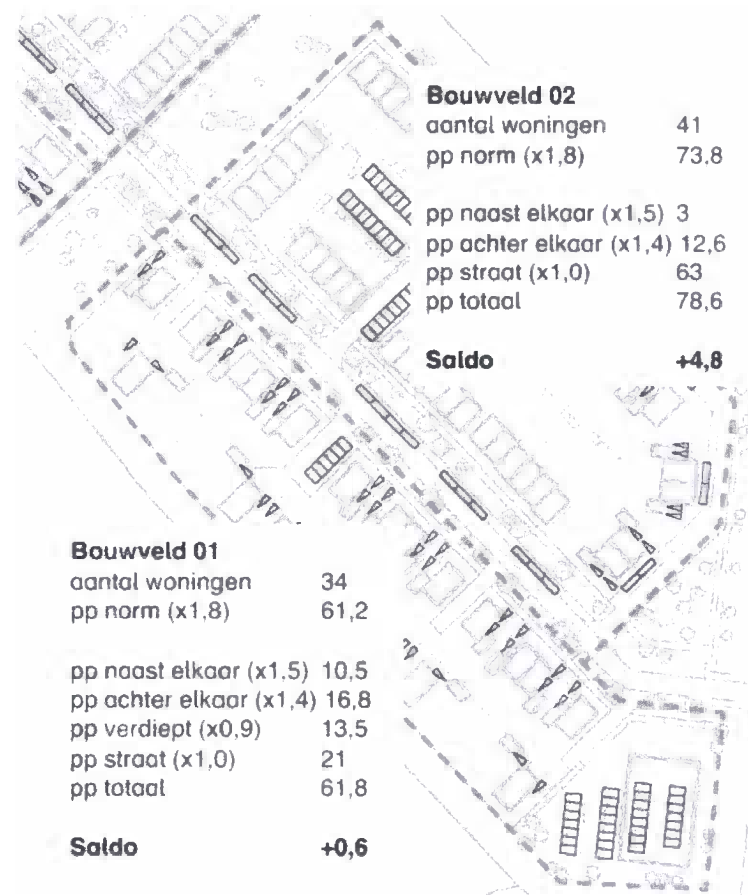 Bouwveld 02
aantal woningen 41
pp norm (x1,8) 73,8
pp naast elkaar (x1,5) 3
pp achter elkaar (x1,4) 12,6
pp straat (x1,0) 63
pp totaal 78,6
Saldo +4,8
Bouwveld 01
aantal woningen 34
pp norm (x1,8) 61,2
pp naast elkaar (x1,5) 10,5
pp achter elkaar (x1,4) 16,8
pp verdiept (x0,9) 13,5
pp straat (x1,0) 21
pp totaal 61,8
Saldo +0,6